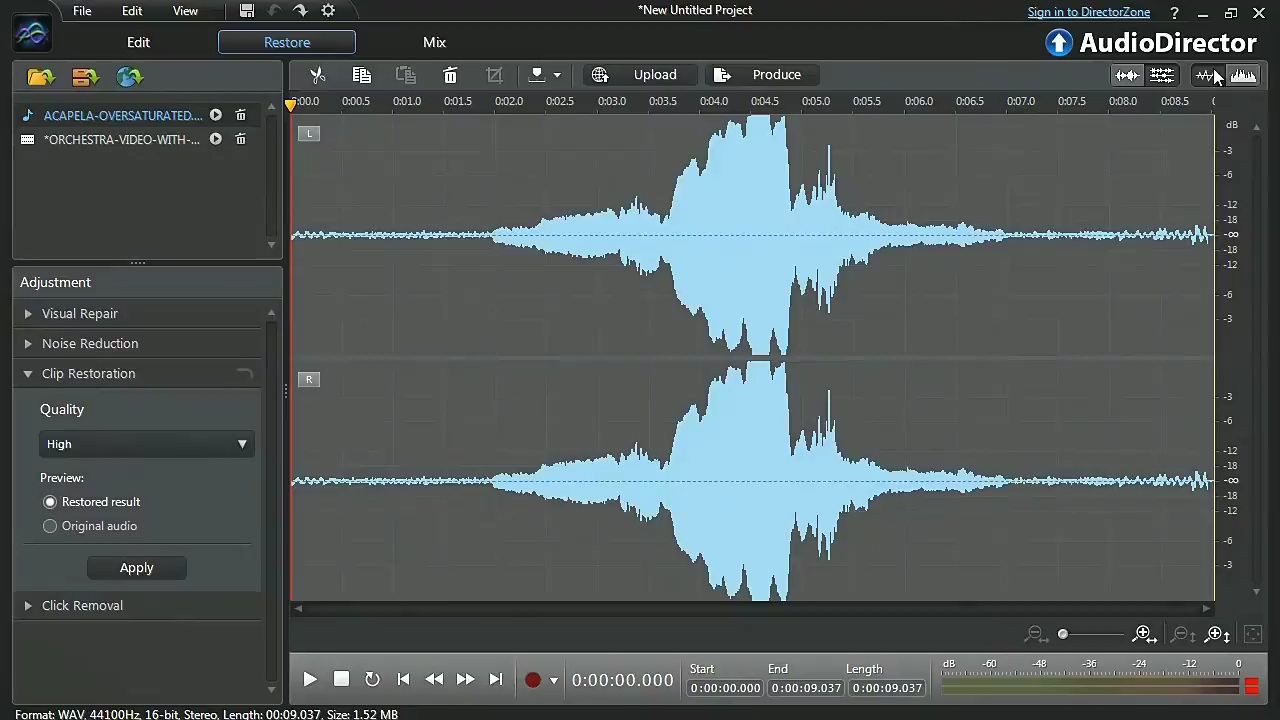 File Edit View
*New Untitled Project
Sign in to DirectorZone ?
Edit Restore Mix
AudioDirector
Upload Produce
ACAPELA-OVERSATURATED....
*ORCHESTRA-VIDEO-WITH-...
0:00.0 0:00.5 0:01.0 0:01.5 0:02.0 0:02.5 0:03.0 0:03.5 0:04.0 0:04.5 0:05.0 0:05.5 0:06.0 0:06.5 0:07.0 0:07.5 0:08.0 0:08.5
L
dB
-3
-6
-12
-18
-∞
-18
-12
-6
-3
R
-3
-6
-12
-18
-∞
-18
-12
-6
-3
Adjustment
Visual Repair
Noise Reduction
Clip Restoration
Quality
High
Preview:
Restored result
Original audio
Apply
Click Removal
0:00:00.000
Start End Length
0:00:00.000 0:00:09.037 0:00:09.037
dB -60 -48 -36 -24 -12 0
Format: WAV, 44100Hz, 16-bit, Stereo, Length: 00:09.037, Size: 1.52 MB